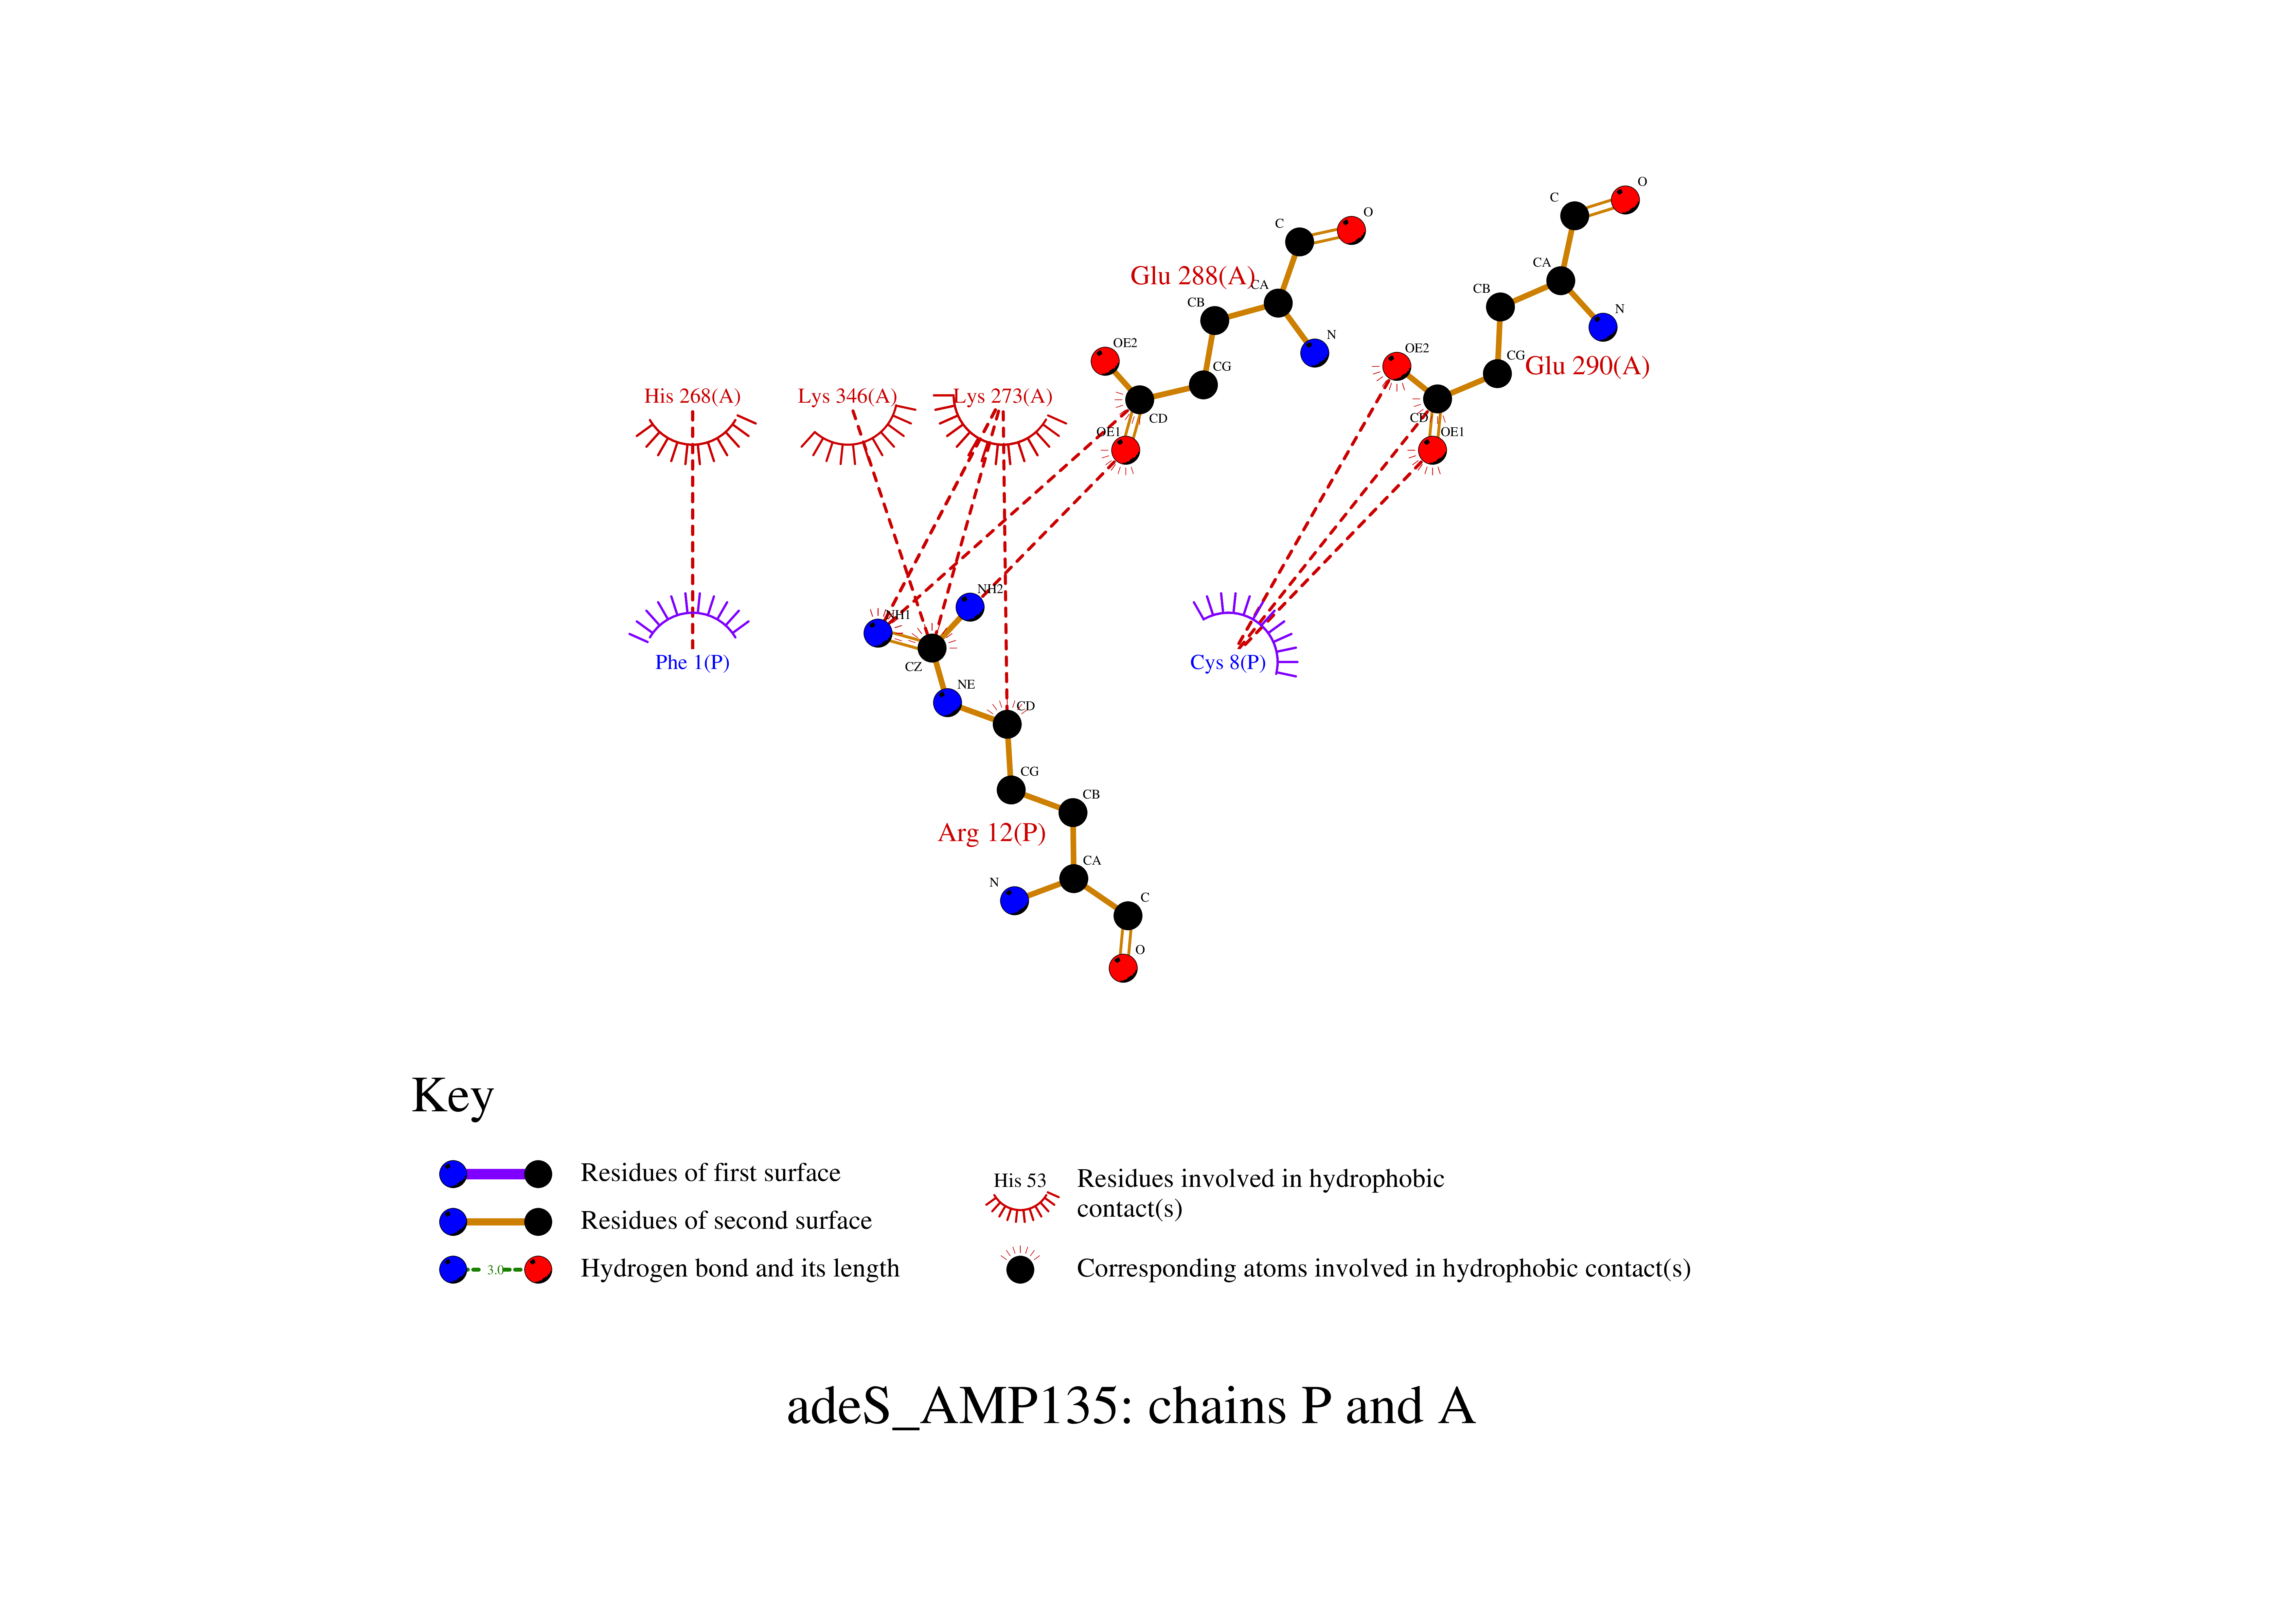 O
C
O
C
Glu 288(A)
CA
CA
CB
CB
N
N
OE2
OE2
CG
CG
Glu 290(A)
His 268(A)
Lys 346(A)
Lys 273(A)
CD
CD
OE1
OE1
NH2
NH1
Phe 1(P)
CZ
Cys 8(P)
NE
CD
CG
CB
Arg 12(P)
CA
N
C
O
Key
Residues of first surface
Residues of second surface
3.0
Hydrogen bond and its length
His 53
Residues involved in hydrophobic
contact(s)
Corresponding atoms involved in hydrophobic contact(s)
adeS_AMP135: chains P and A